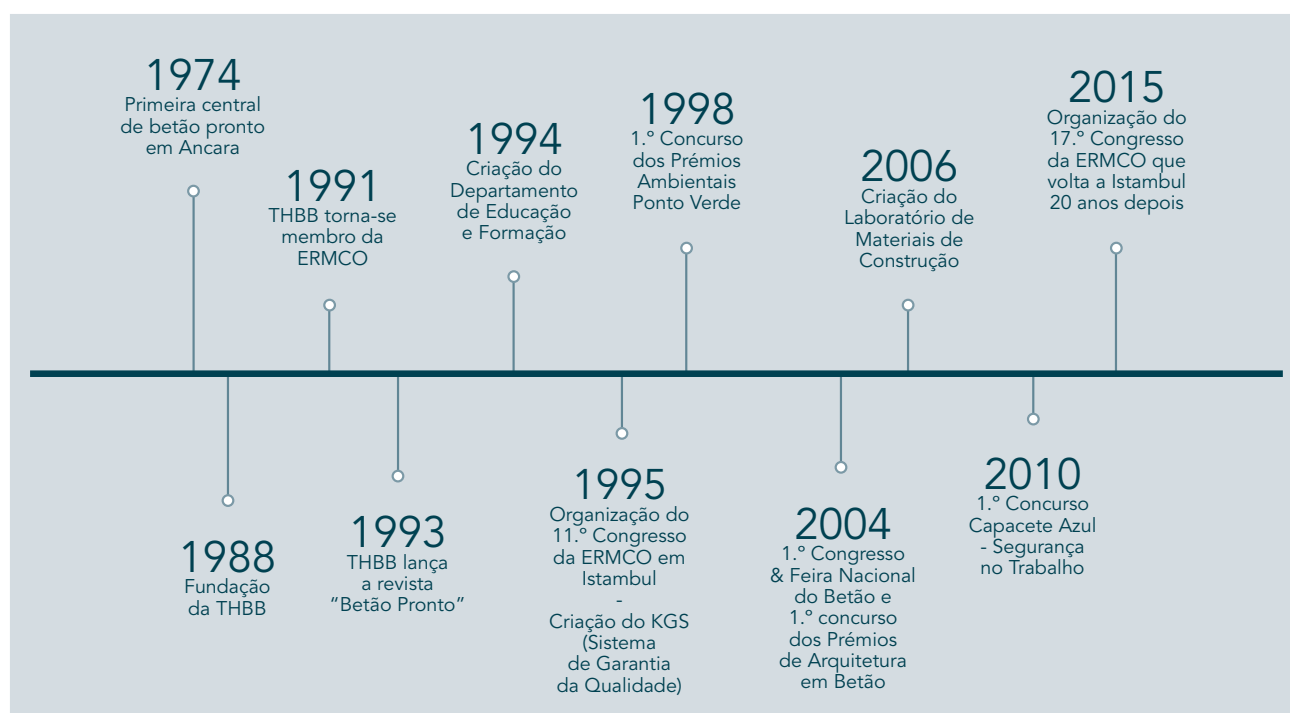 1974
Primeira central
de betão pronto
em Ancara
1988
Fundação
da THBB
1991
THBB torna-se
membro da
ERMCO
1993
THBB lança
a revista
“Betão Pronto”
1994
Criação do
Departamento
de Educação
e Formação
1995
Organização do
11.º Congresso
da ERMCO em
Istambul
-
Criação do KGS
(Sistema
de Garantia
da Qualidade)
1998
1.º Concurso
dos Prémios
Ambientais
Ponto Verde
2004
1.º Congresso
& Feira Nacional
do Betão e
1.º concurso
dos Prémios
de Arquitetura
em Betão
2006
Criação do
Laboratório de
Materiais de
Construção
2010
1.º Concurso
Capacete Azul
- Segurança
no Trabalho
2015
Organização do
17.º Congresso
da ERMCO que
volta a Istambul
20 anos depois